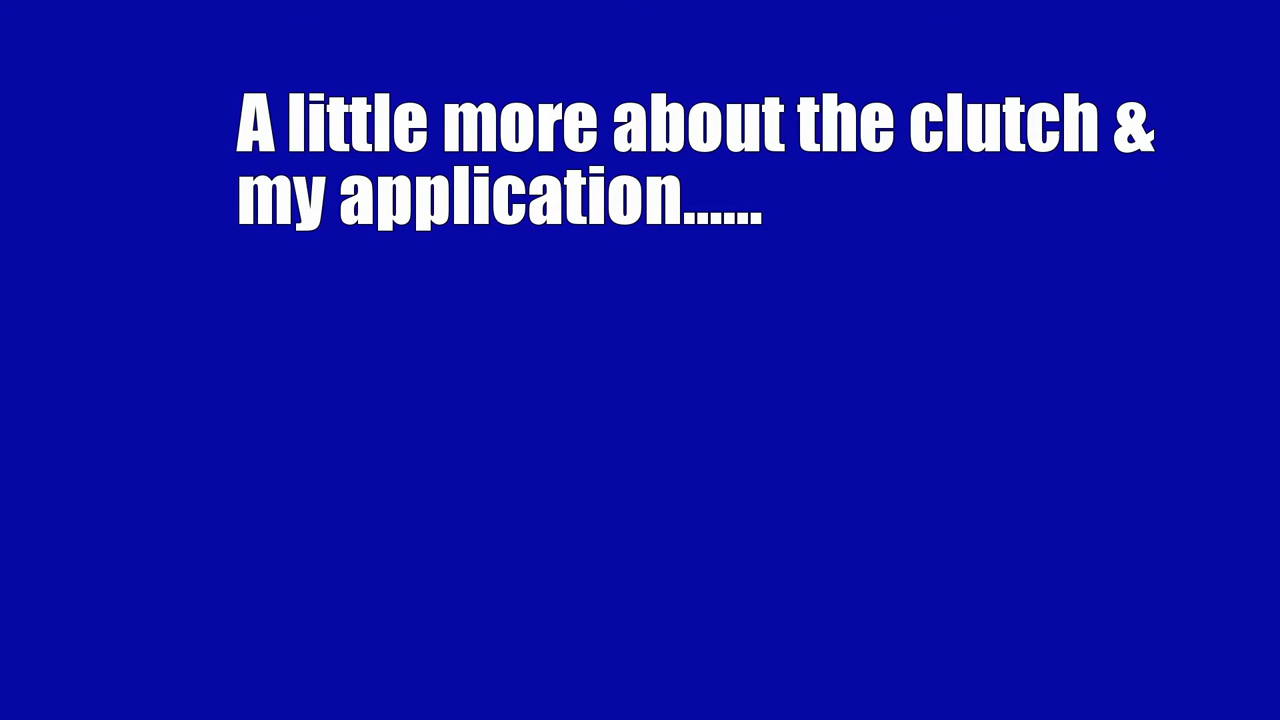 A little more about the clutch &
my application......